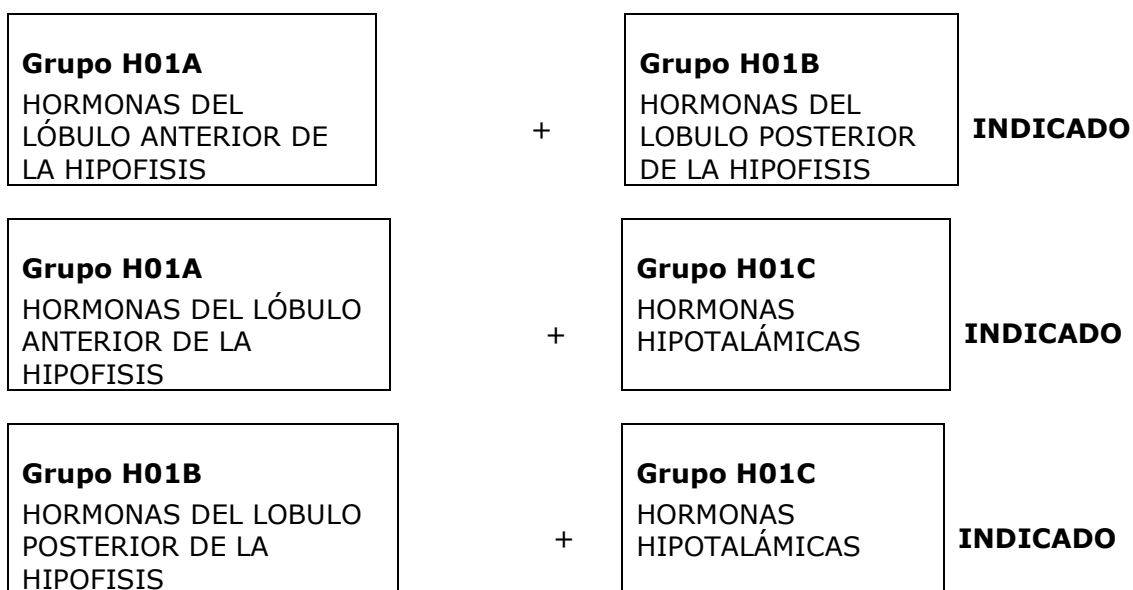 Grupo H01A
HORMONAS DEL
LÓBULO ANTERIOR DE
LA HIPOFISIS
+
Grupo H01B
HORMONAS DEL
LOBULO POSTERIOR
DE LA HIPOFISIS
INDICADO
Grupo H01A
HORMONAS DEL LÓBULO
ANTERIOR DE LA
HIPOFISIS
+
Grupo H01C
HORMONAS
HIPOTALÁMICAS
INDICADO
Grupo H01B
HORMONAS DEL LOBULO
POSTERIOR DE LA
HIPOFISIS
+
Grupo H01C
HORMONAS
HIPOTALÁMICAS
INDICADO